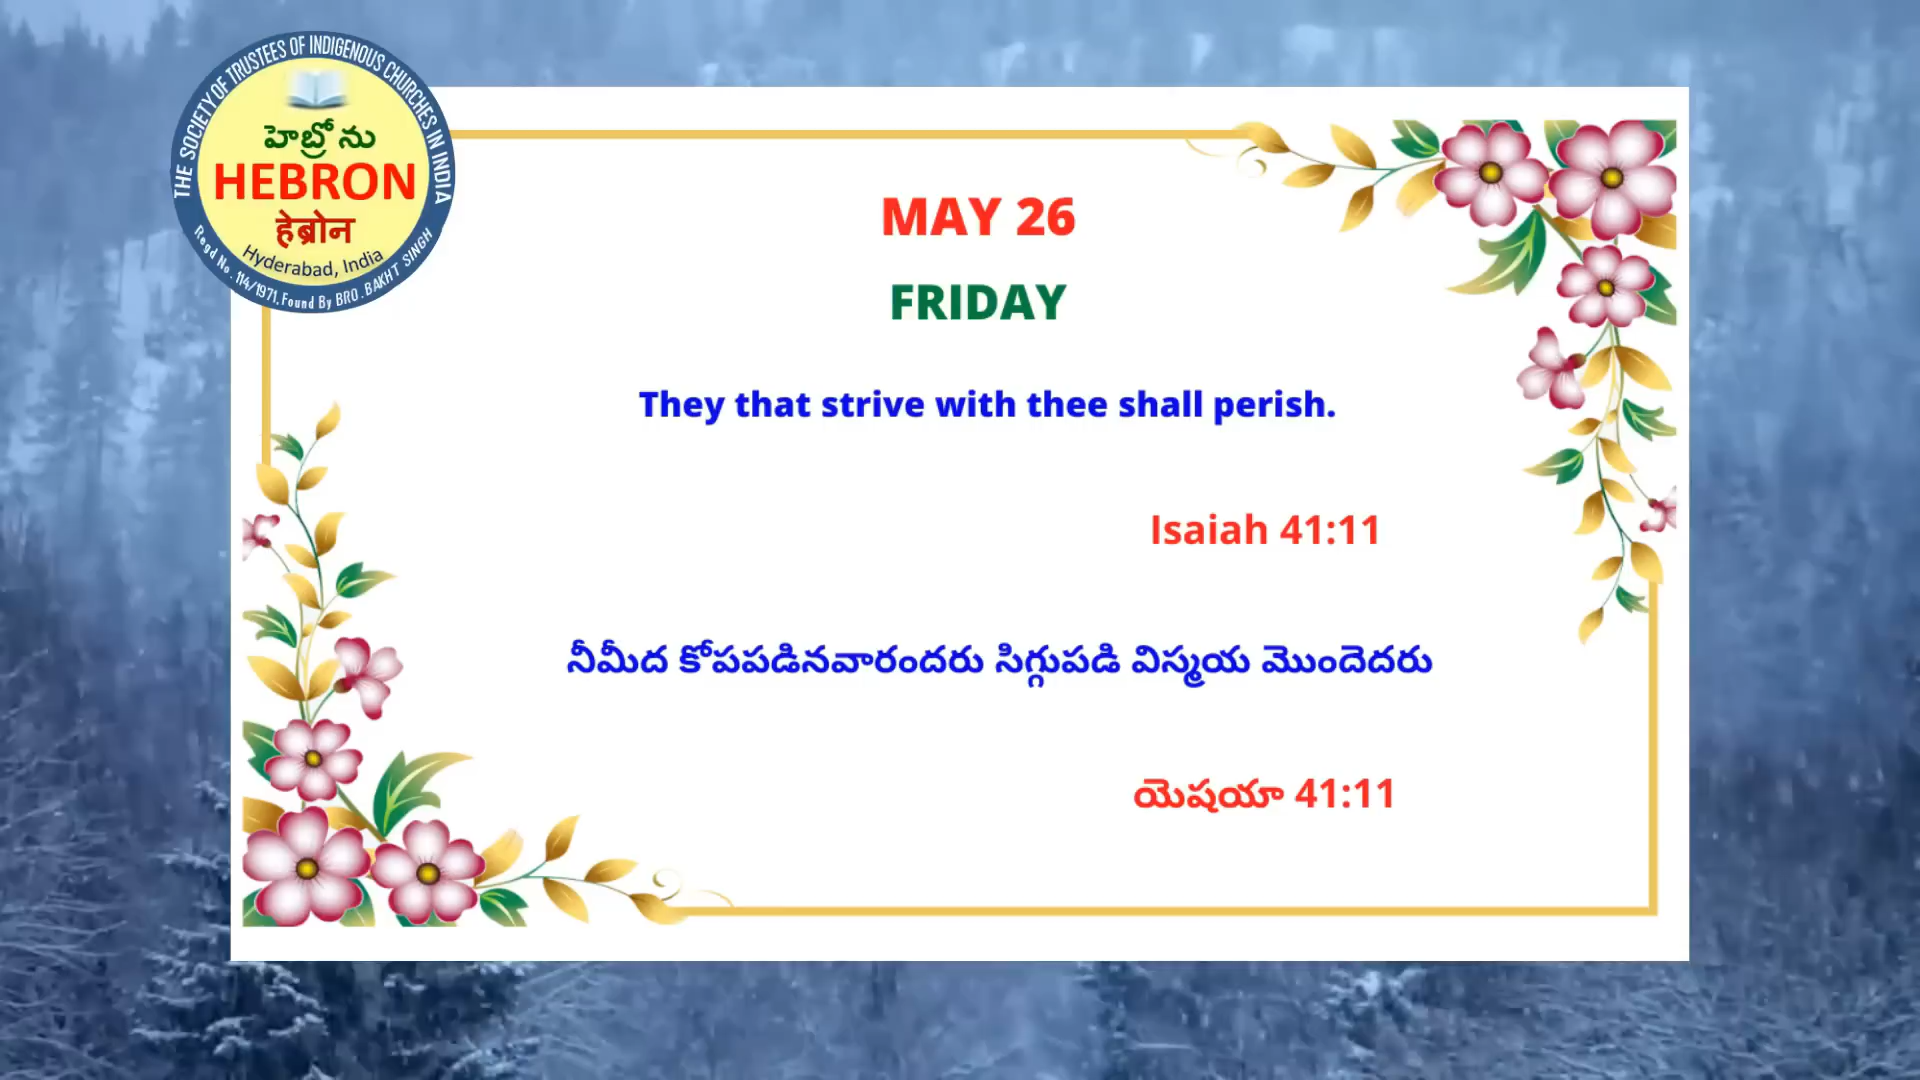 THE SOCIETY OF TRUSTEES OF INDIGENOUS CHURCHES IN INDIA
హెబ్రోను
HEBRON
हेब्रोन
Hyderabad, India
Regd No. 114/1971, Found By BRO. BAKHT SINGH
MAY 26
FRIDAY
They that strive with thee shall perish.
Isaiah 41:11
నీమీద కోపపడినవారందరు సిగ్గుపడి విస్మయ మొందెదరు
యెషయా 41:11